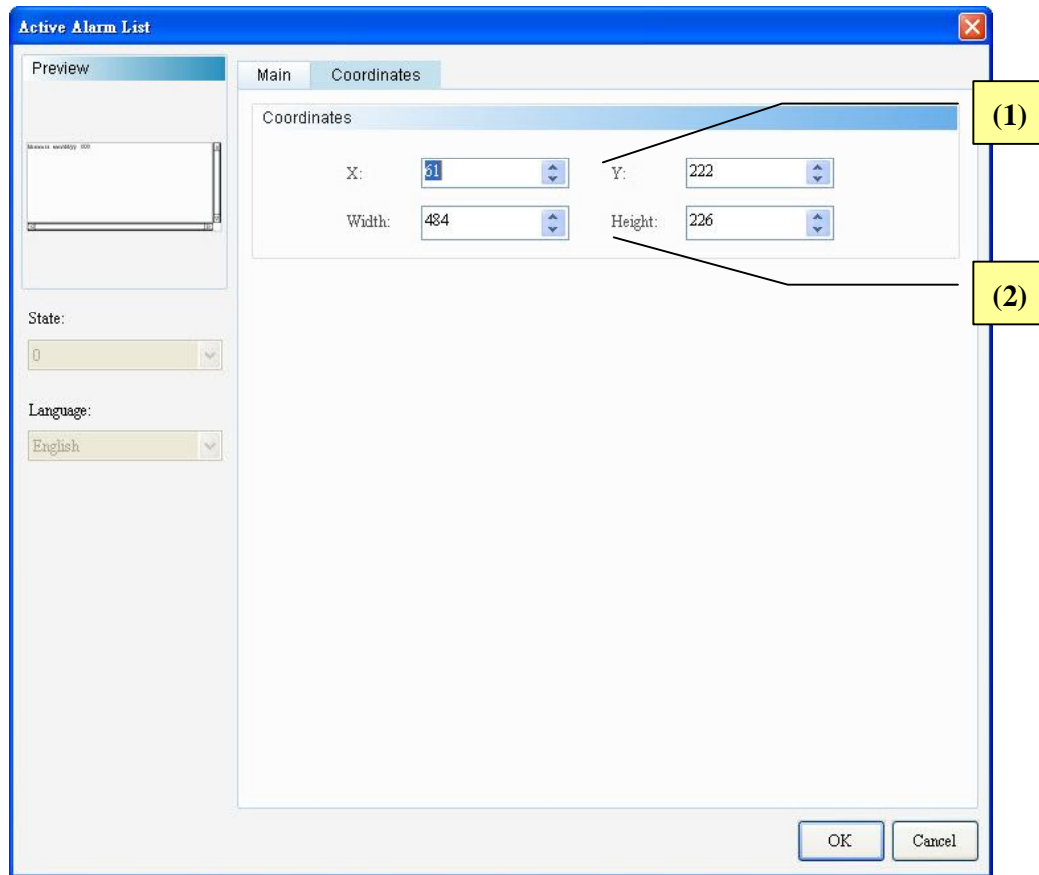 Active Alarm List
Preview
Main Coordinates
Coordinates
(1)
X: 61 Y: 222
Width: 484 Height: 226
(2)
State:
0
Language:
English
OK Cancel